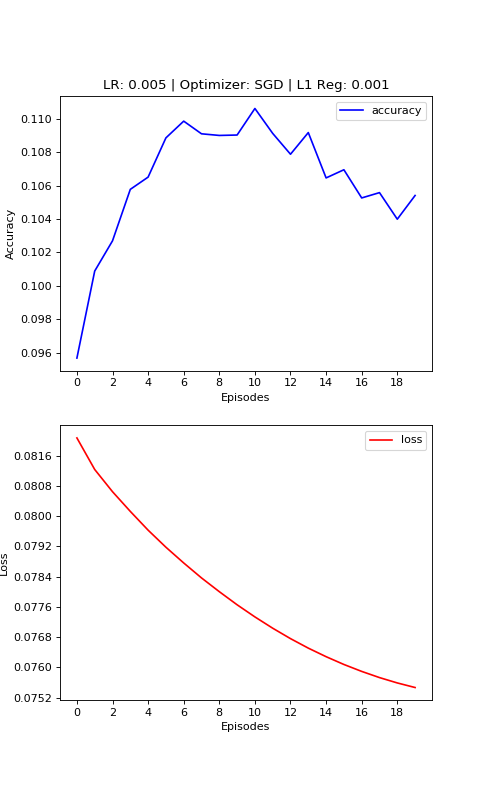 LR: 0.005 | Optimizer: SGD | L1 Reg: 0.001
accuracy
0.110
0.108
0.106
0.104
0.102
0.100
0.098
0.096
Accuracy
0 2 4 6 8 10 12 14 16 18
Episodes
loss
0.0816
0.0808
0.0800
0.0792
0.0784
0.0776
0.0768
0.0760
0.0752
Loss
0 2 4 6 8 10 12 14 16 18
Episodes